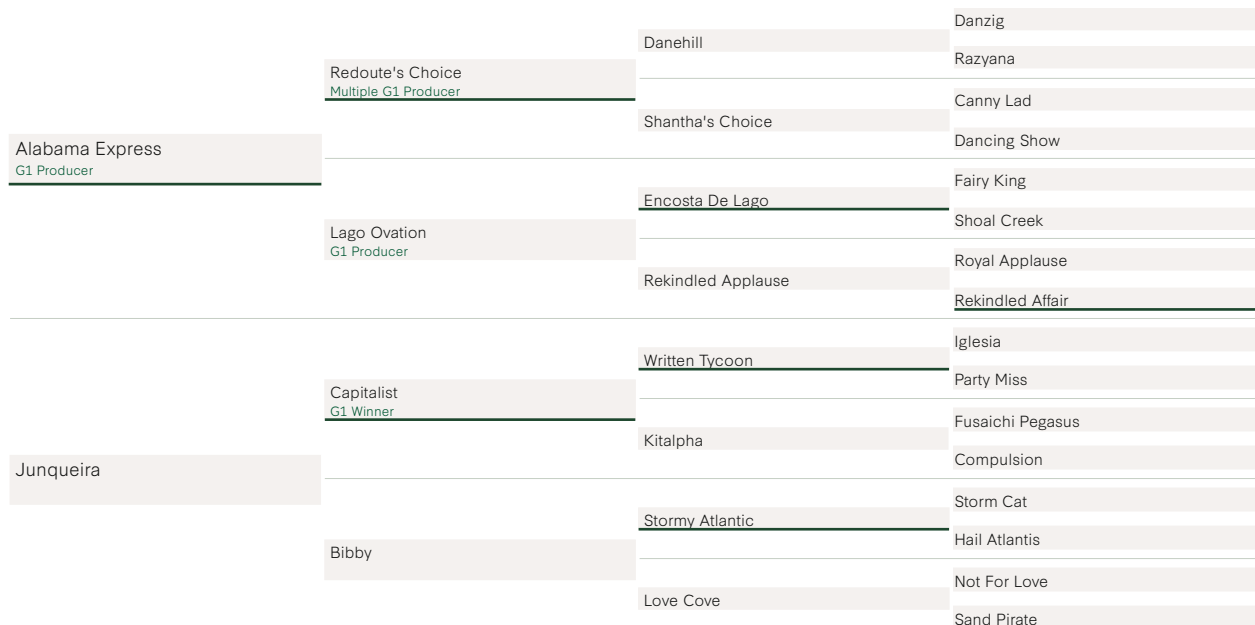 Alabama Express
G1 Producer
Junqueira
Redoute's Choice
Multiple G1 Producer
Lago Ovation
G1 Producer
Capitalist
G1 Winner
Bibby
Danehill
Shantha's Choice
Encosta De Lago
Rekindled Applause
Written Tycoon
Kitalpha
Stormy Atlantic
Love Cove
Danzig
Razyana
Canny Lad
Dancing Show
Fairy King
Shoal Creek
Royal Applause
Rekindled Affair
Iglesia
Party Miss
Fusaichi Pegasus
Compulsion
Storm Cat
Hail Atlantis
Not For Love
Sand Pirate